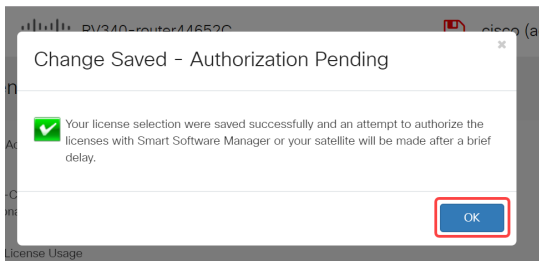 RV340-router44652C
cisco (a
Change Saved - Authorization Pending
Your license selection were saved successfully and an attempt to authorize the
licenses with Smart Software Manager or your satellite will be made after a brief
delay.
OK
License Usage